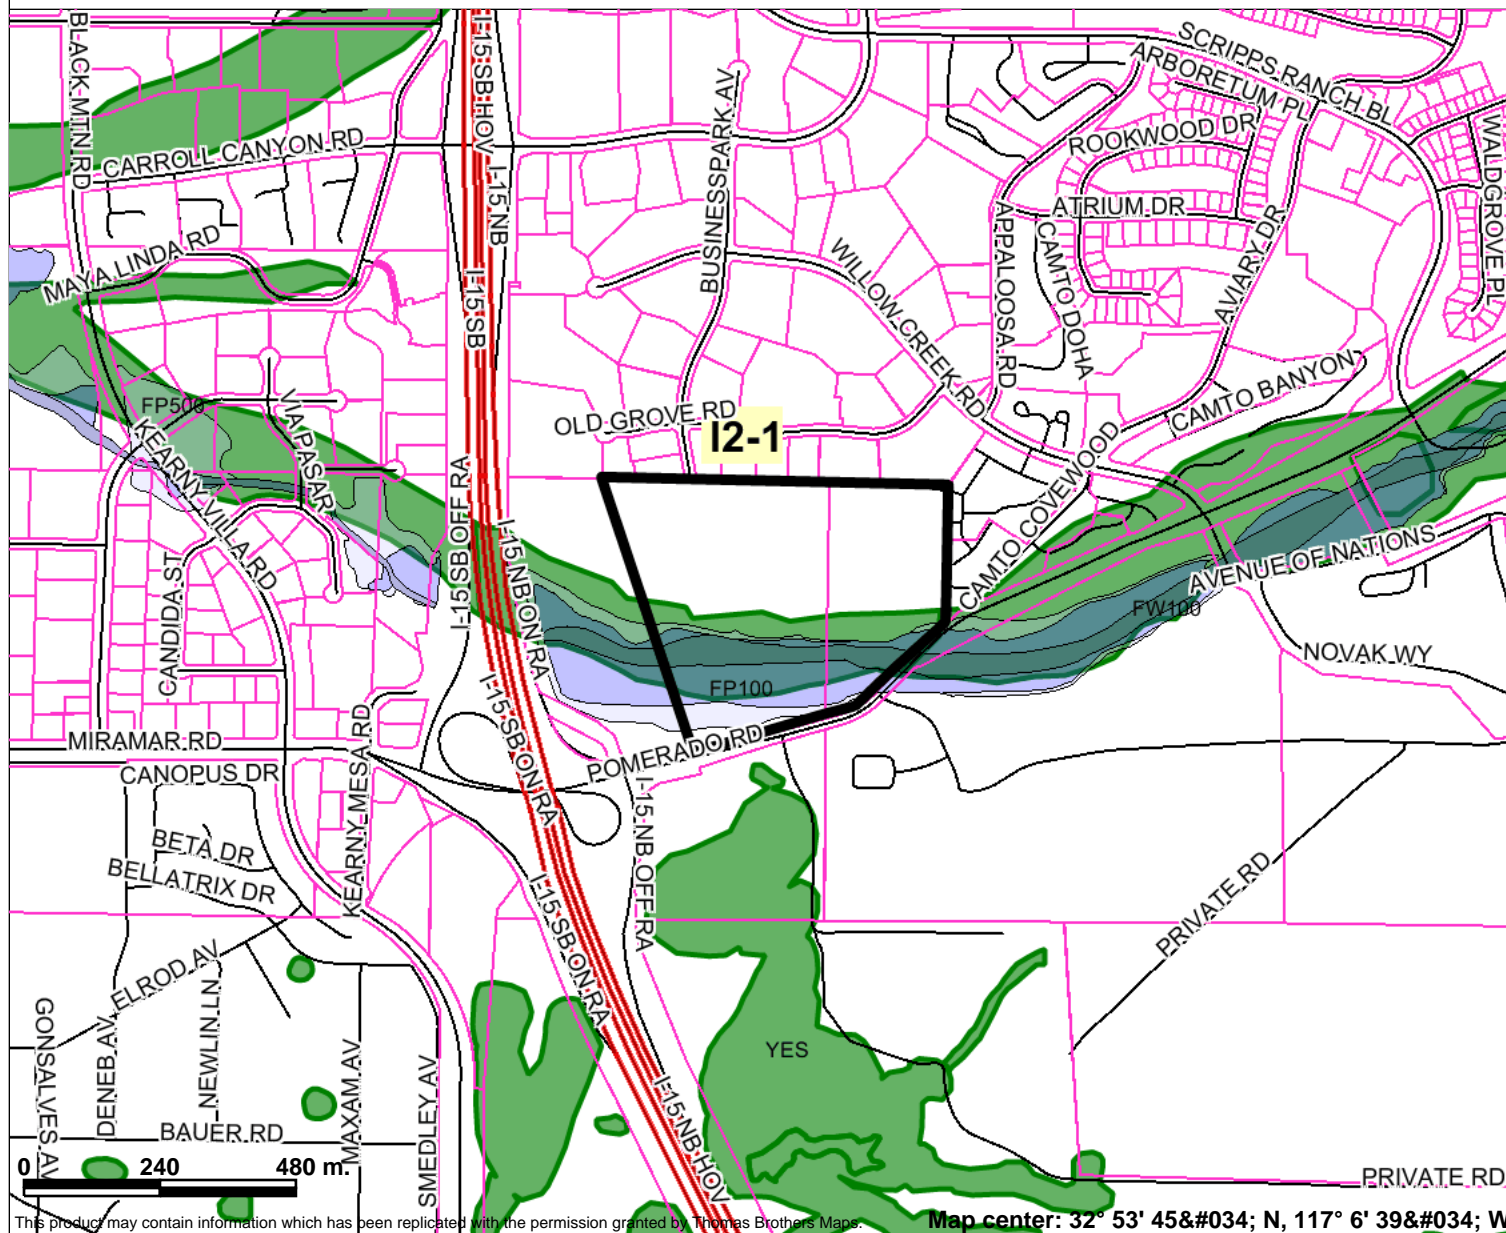 BLACK MTN RD
I-15 SB HOV
SCRIPPS RANCH BL
ARBORETUM PL
BUSINESSPARK AV
WALDGROVE PL
ROOKWOOD DR
CARROLL CANYON RD
I-15 NB
ATRIUM DR
APPALOOSA RD
CAMTO DOHA
AVIARY DR
MAYA LINDA RD
WILLOW CREEK RD
I-15 SB
CAMTO BANYON
FP500
VIA PASAR
OLD GROVE RD
I2-1
KEARNY VILLA RD
I-15 SB OFF RA
I-15 NB ON RA
CAMTO COVEWOOD
AVENUE OF NATIONS
CANDIDA ST
FW100
NOVAK WY
FP100
I-15 SB ON RA
MIRAMAR RD
POMERADO RD
CANOPUS DR
KEARNY MESA RD
I-15 NB OFF RA
BETA DR
BELLATRIX DR
I-15 SB ON RA
PRIVATE RD
ELROD AV
GONSALVES AV
DENEB AV
NEWLIN LN
MAXAM AV
SMEDLEY AV
YES
I-15 NB HOV
BAUER RD
0 240 480 m.
PRIVATE RD
This product may contain information which has been replicated with the permission granted by Thomas Brothers Maps.
Map center: 32° 53' 45&#034; N, 117° 6' 39&#034; W